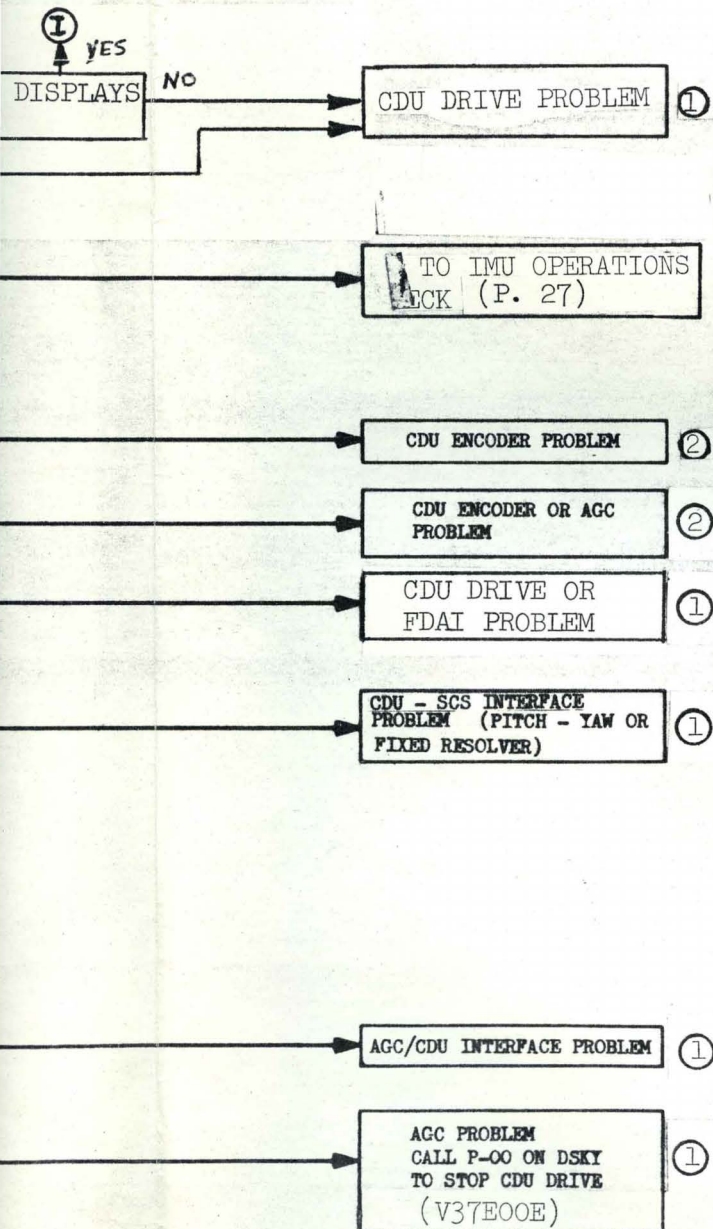 I
YES
DISPLAYS
NO
CDU DRIVE PROBLEM
1
TO IMU OPERATIONS
ECK (P. 27)
CDU ENCODER PROBLEM
2
CDU ENCODER OR AGC
PROBLEM
2
CDU DRIVE OR
FDAI PROBLEM
1
CDU - SCS INTERFACE
PROBLEM (PITCH - YAW OR
FIXED RESOLVER)
1
AGC/CDU INTERFACE PROBLEM
1
AGC PROBLEM
CALL P-00 ON DSKY
TO STOP CDU DRIVE
(V37E00E)
1